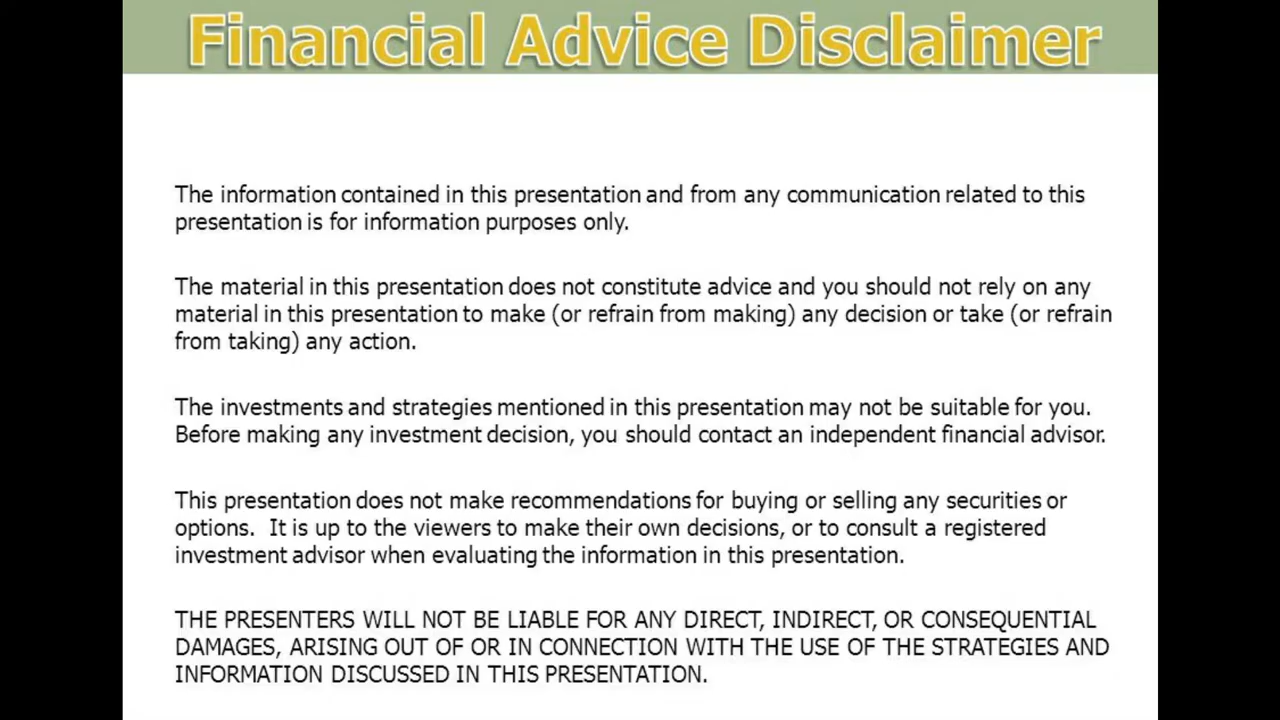 Financial Advice Disclaimer
The information contained in this presentation and from any communication related to this
presentation is for information purposes only.
The material in this presentation does not constitute advice and you should not rely on any
material in this presentation to make (or refrain from making) any decision or take (or refrain
from taking) any action.
The investments and strategies mentioned in this presentation may not be suitable for you.
Before making any investment decision, you should contact an independent financial advisor.
This presentation does not make recommendations for buying or selling any securities or
options.  It is up to the viewers to make their own decisions, or to consult a registered
investment advisor when evaluating the information in this presentation.
THE PRESENTERS WILL NOT BE LIABLE FOR ANY DIRECT, INDIRECT, OR CONSEQUENTIAL
DAMAGES, ARISING OUT OF OR IN CONNECTION WITH THE USE OF THE STRATEGIES AND
INFORMATION DISCUSSED IN THIS PRESENTATION.